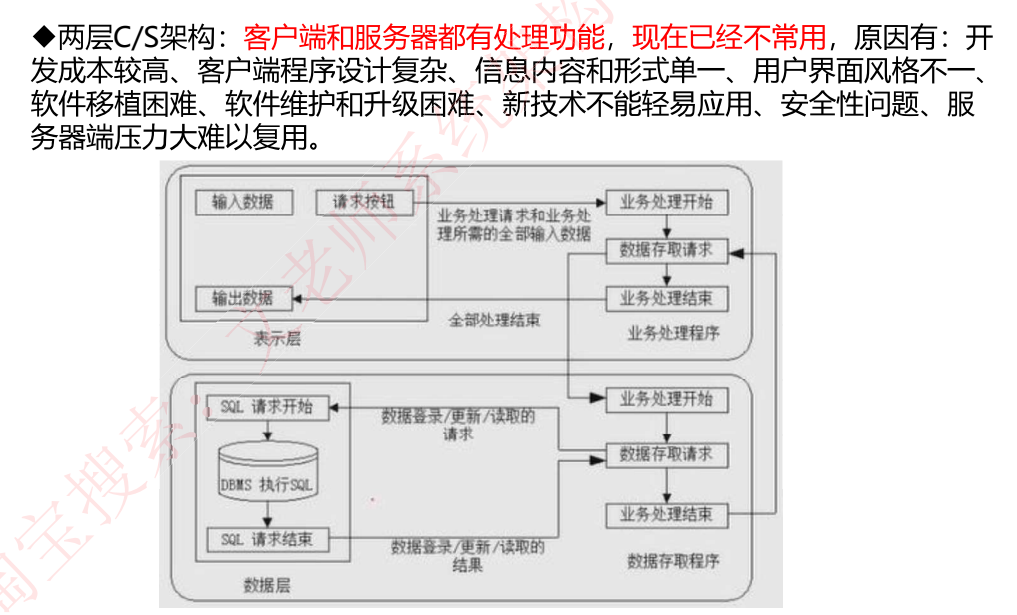 ◆两层C/S架构：客户端和服务器都有处理功能，现在已经不常用，原因有：开
发成本较高、客户端程序设计复杂、信息内容和形式单一、用户界面风格不一、
软件移植困难、软件维护和升级困难、新技术不能轻易应用、安全性问题、服
务器端压力大难以复用。
输入数据
请求按钮
业务处理请求和业务处
理所需的全部输入数据
业务处理开始
数据存取请求
输出数据
业务处理结束
全部处理结束
表示层
业务处理程序
SQL 请求开始
数据登录/更新/读取的
请求
业务处理开始
数据存取请求
DBMS 执行SQL
业务处理结束
SQL 请求结束
数据登录/更新/读取的
结果
数据层
数据存取程序
淘宝搜索：文老师系统架构